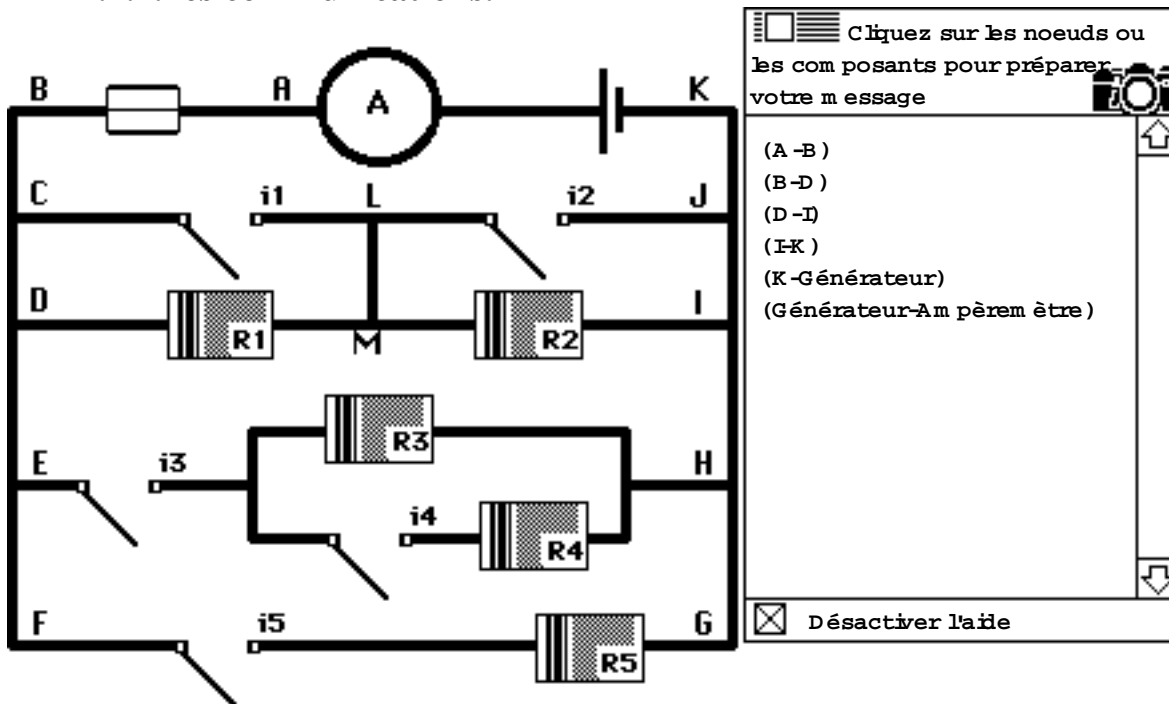 B A A K
C i1 L i2 J
D R1 M R2 I
R3
E i3 H
i4
R4
F i5 G
R5
Cliquez sur les noeuds ou
les composants pour préparer
votre message
(A-B)
(B-D)
(D-I)
(I-K)
(K-Générateur)
(Générateur-Ampèremètre)
Désactiver l'aide